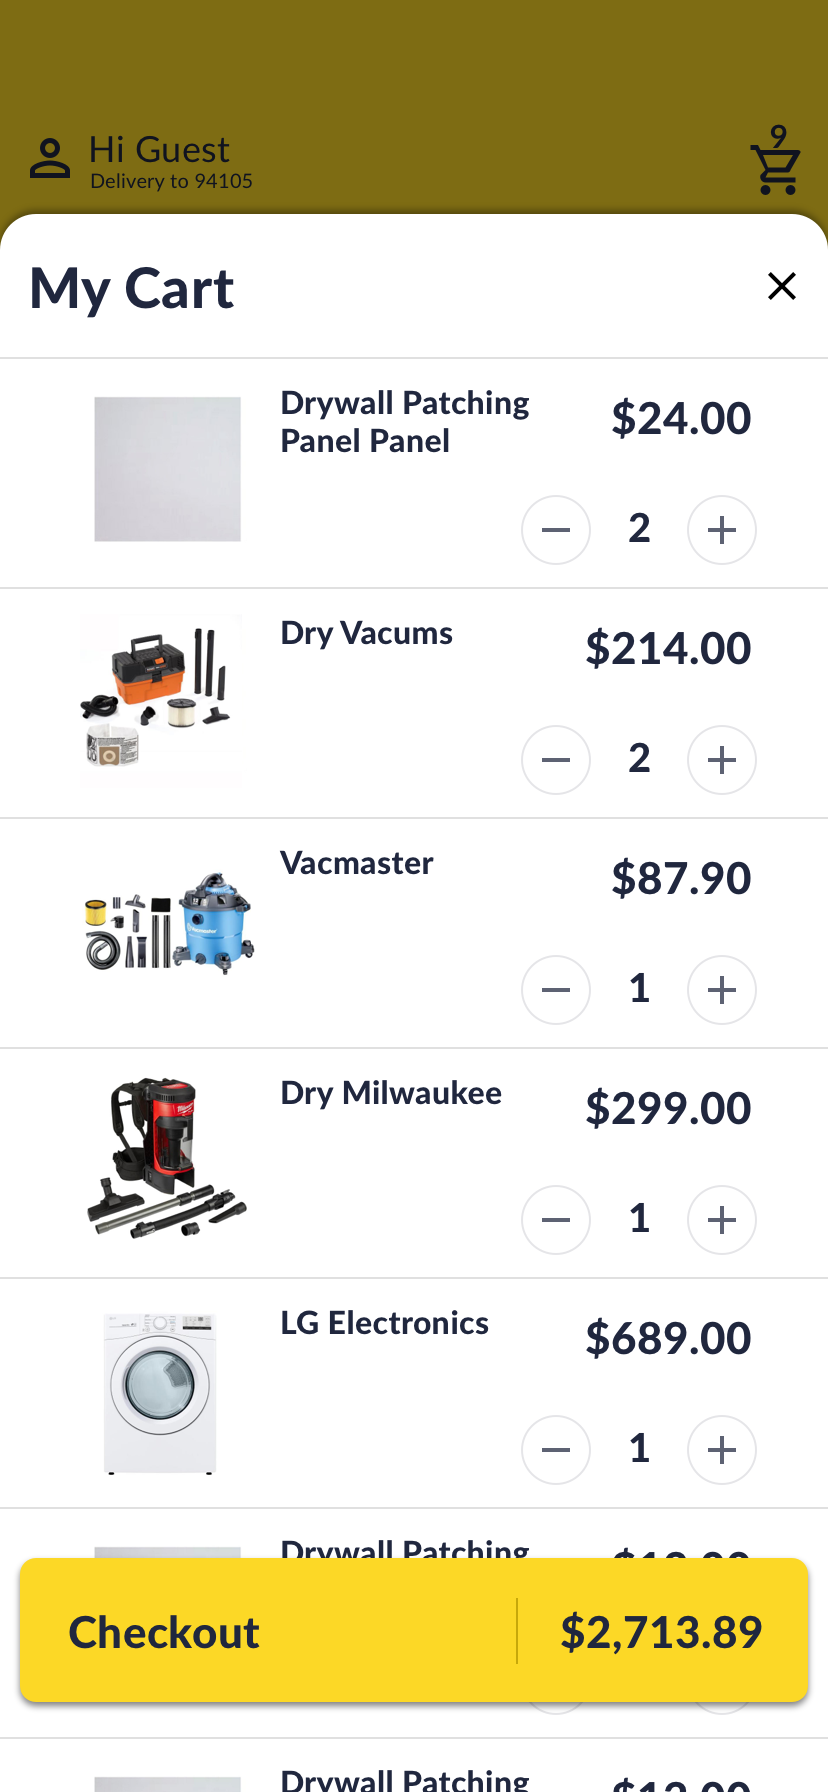 Hi Guest
Delivery to 94105
9
My Cart
Drywall Patching
Panel Panel
$24.00
2
Dry Vacums
$214.00
2
Vacmaster
$87.90
1
Dry Milwaukee
$299.00
1
LG Electronics
$689.00
1
Drywall Patching
Checkout
$2,713.89
Drywall Patching